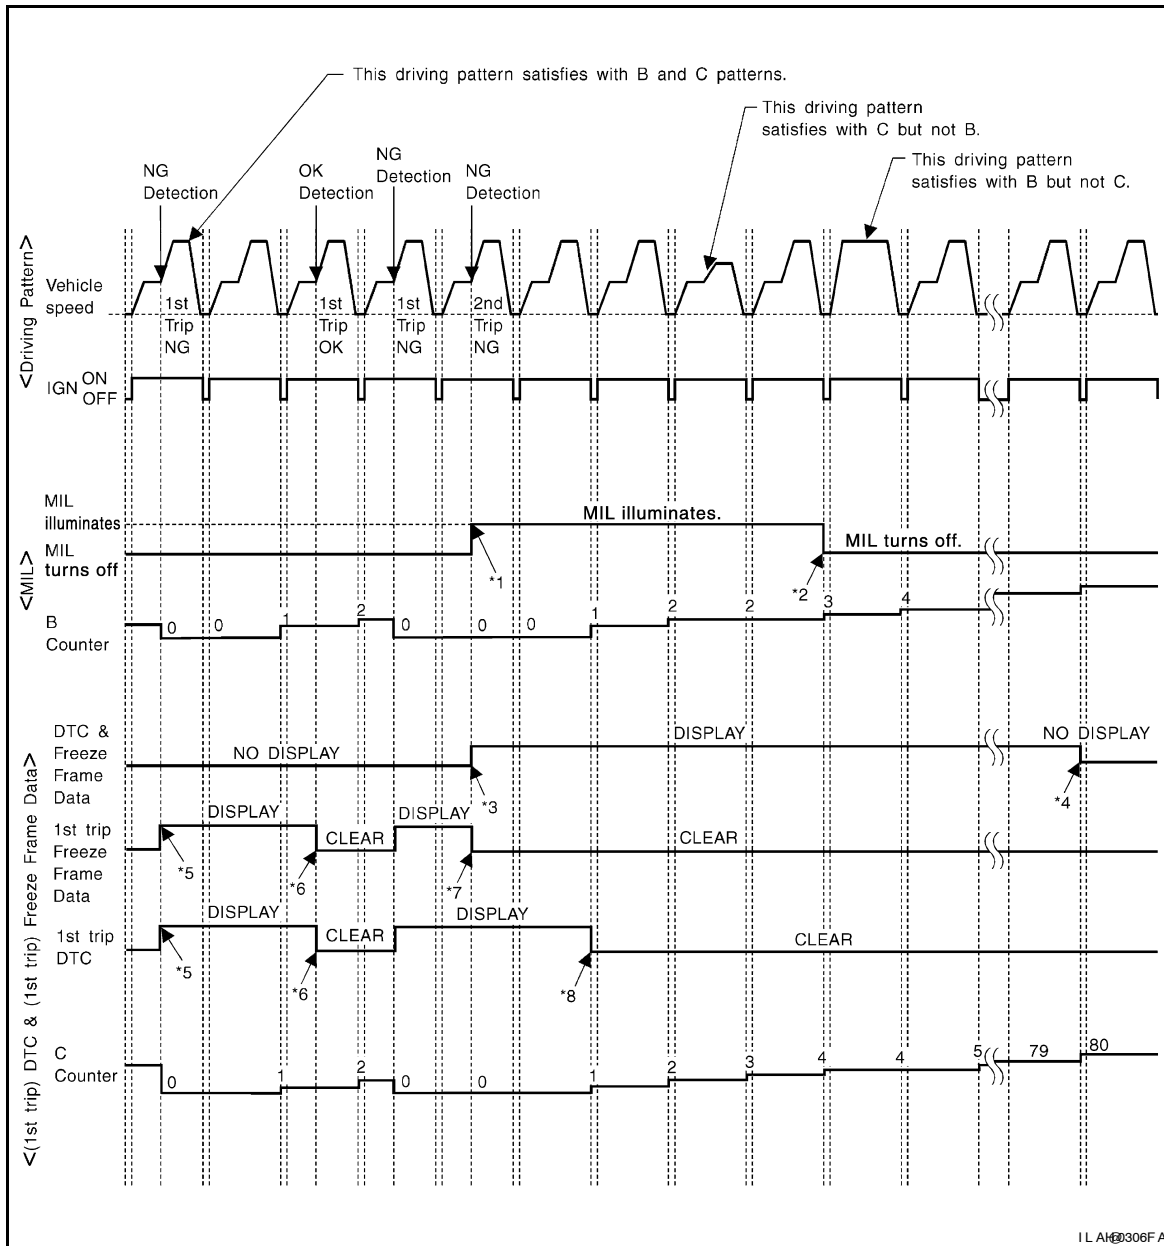 This driving pattern satisfies with B and C patterns.
This driving pattern
satisfies with C but not B.
This driving pattern
satisfies with B but not C.
NG
Detection
OK
Detection
NG
Detection
NG
Detection
<Driving Pattern>
Vehicle
speed
1st
Trip
NG
1st
Trip
OK
1st
Trip
NG
2nd
Trip
NG
IGN ON
OFF
<MIL>
MIL
illuminates
MIL
turns off
MIL illuminates.
MIL turns off.
*1
*2
B
Counter
0 0 1 2 0 0 0 1 2 2 3 4
<(1st trip) DTC & (1st trip) Freeze Frame Data>
DTC &
Freeze
Frame
Data
NO DISPLAY
DISPLAY
NO DISPLAY
*3
*4
1st trip
Freeze
Frame
Data
DISPLAY
CLEAR
DISPLAY
CLEAR
*5
*6
*7
1st trip
DTC
DISPLAY
CLEAR
DISPLAY
CLEAR
*5
*6
*8
C
Counter
0 1 2 0 0 1 2 3 4 4 5 79 80